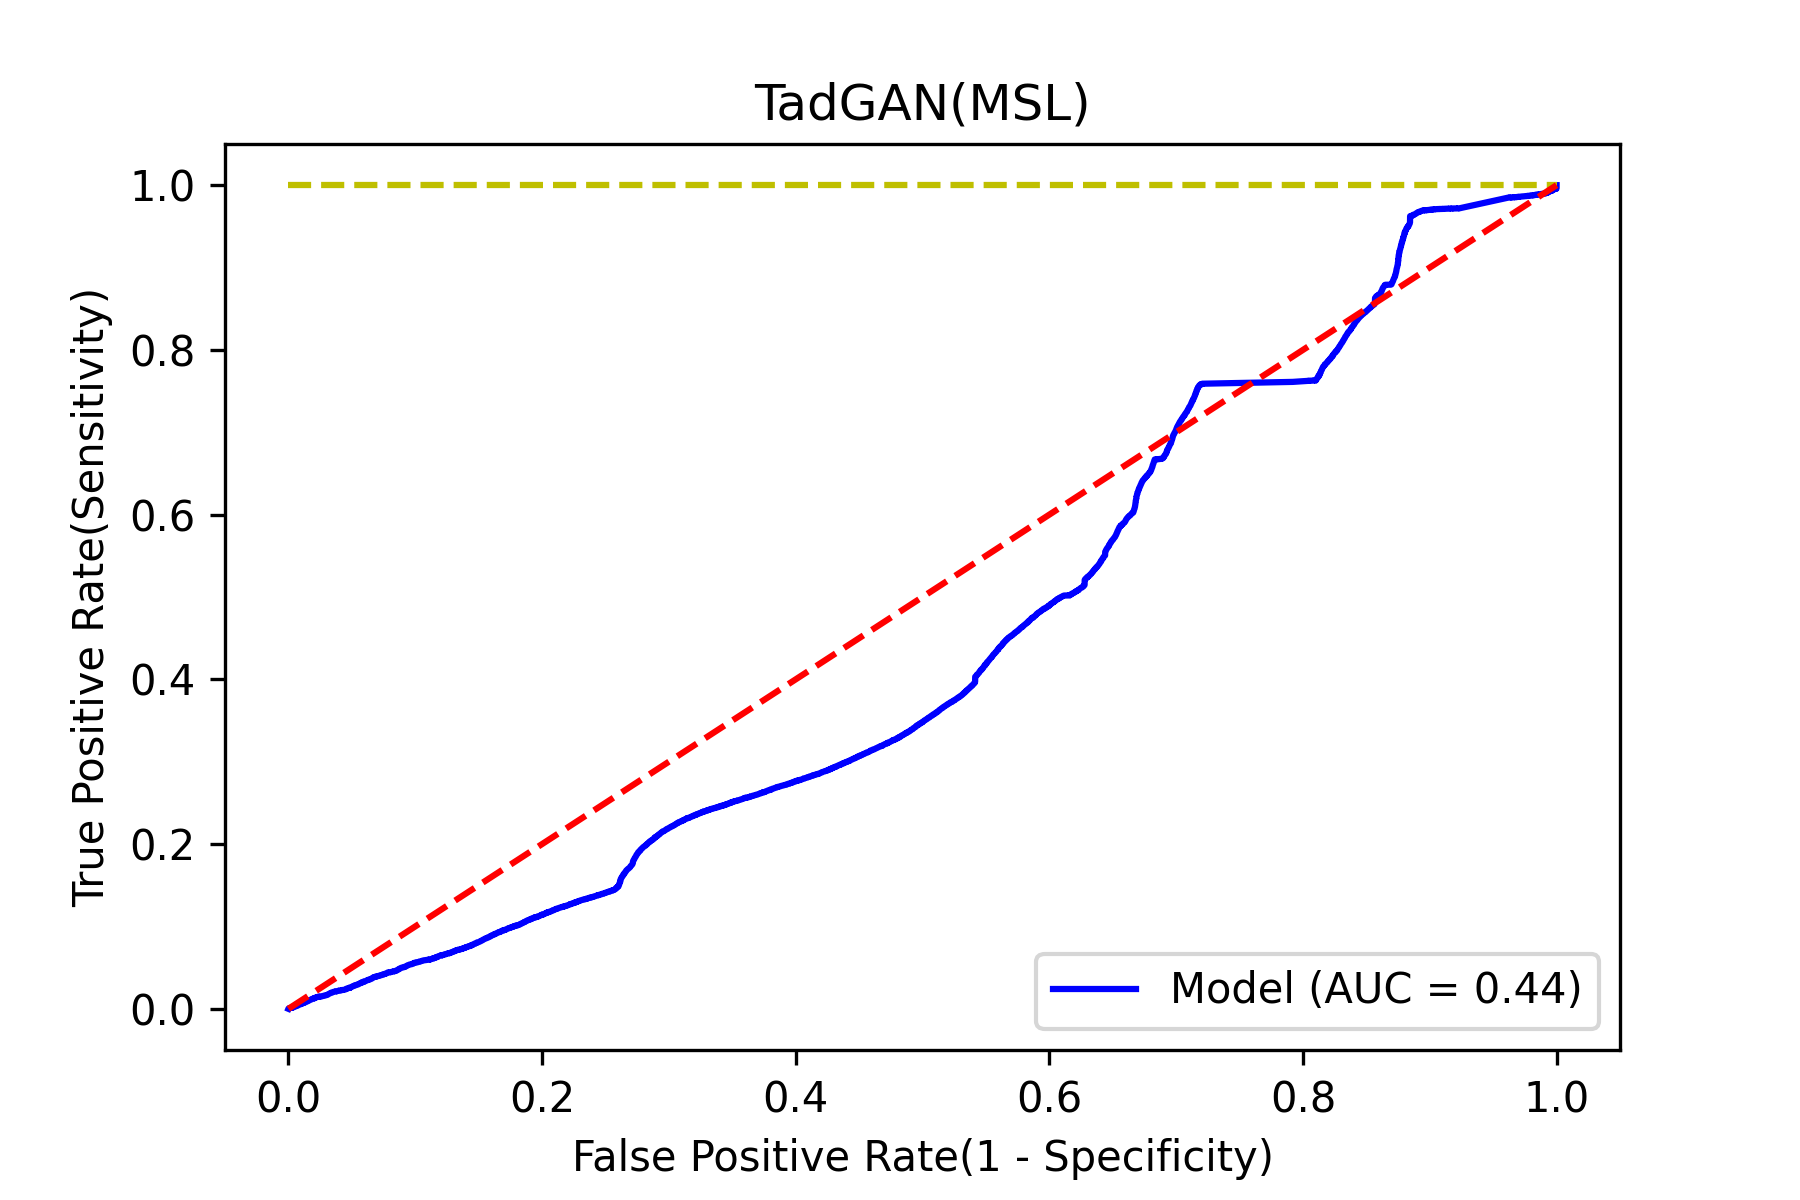 TadGAN(MSL)
1.0
0.8
0.6
0.4
0.2
0.0
True Positive Rate(Sensitivity)
Model (AUC = 0.44)
0.0 0.2 0.4 0.6 0.8 1.0
False Positive Rate(1 - Specificity)